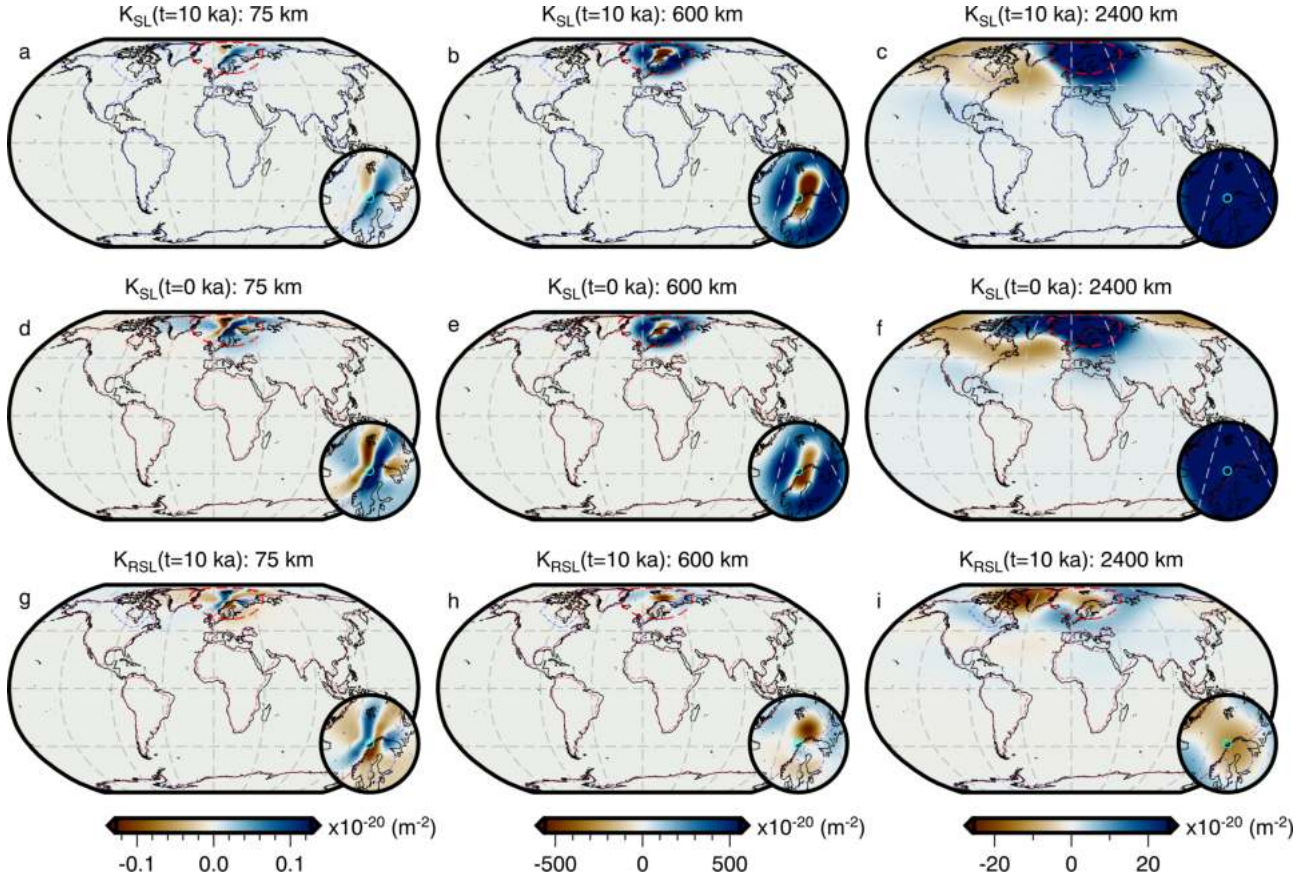 K_SL(t=10 ka): 75 km
K_SL(t=10 ka): 600 km
K_SL(t=10 ka): 2400 km
a
b
c
K_SL(t=0 ka): 75 km
K_SL(t=0 ka): 600 km
K_SL(t=0 ka): 2400 km
d
e
f
K_RSL(t=10 ka): 75 km
K_RSL(t=10 ka): 600 km
K_RSL(t=10 ka): 2400 km
g
h
i
x10⁻²⁰ (m⁻²)
x10⁻²⁰ (m⁻²)
x10⁻²⁰ (m⁻²)
-0.1 0.0 0.1
-500 0 500
-20 0 20